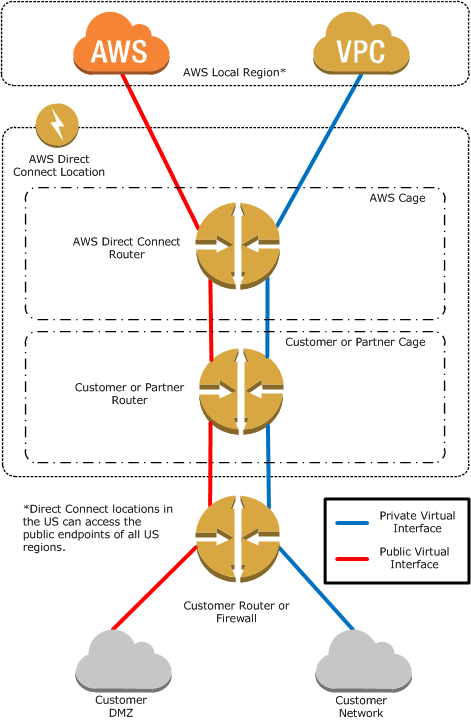 AWS
VPC
AWS Local Region*
AWS Direct
Connect Location
AWS Cage
AWS Direct Connect
Router
Customer or Partner Cage
Customer or Partner
Router
*Direct Connect locations in
the US can access the
public endpoints of all US
regions.
Private Virtual
Interface
Public Virtual
Interface
Customer Router or
Firewall
Customer
DMZ
Customer
Network